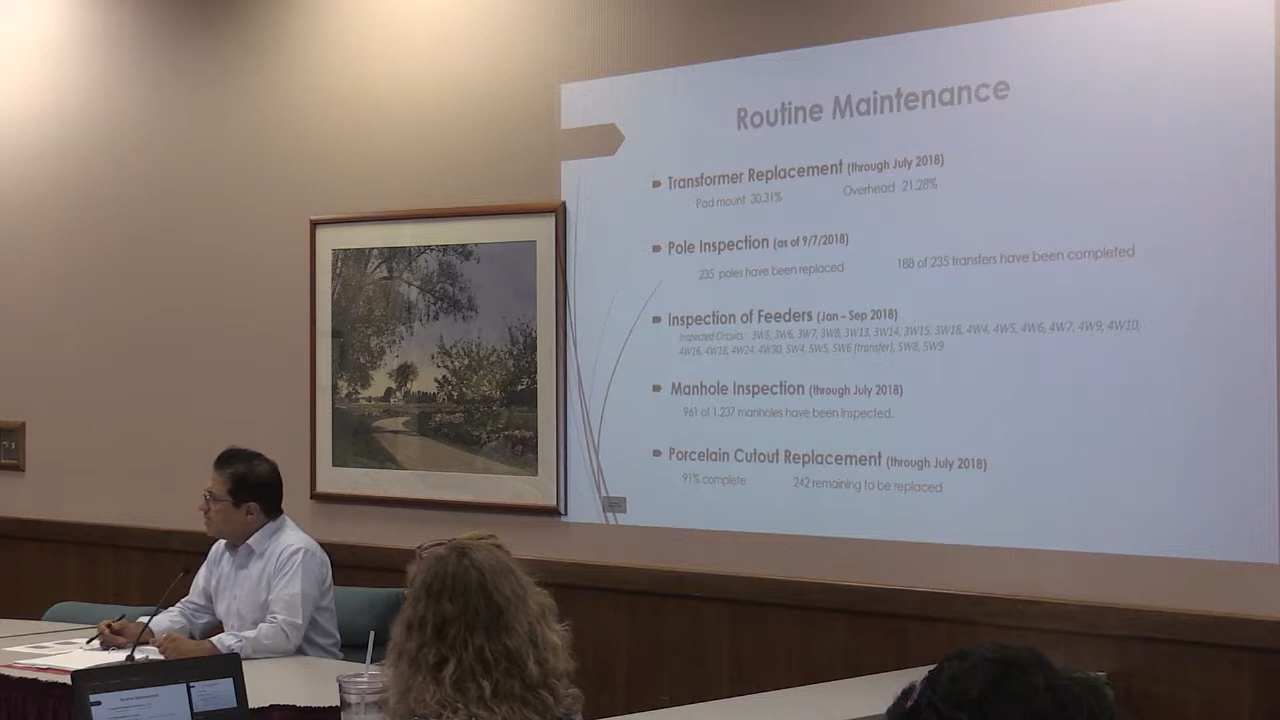 Routine Maintenance
Transformer Replacement (through July 2018)
Pad mount 30.31% Overhead 21.28%
Pole Inspection (as of 9/7/2018)
235 poles have been replaced 188 of 235 transfers have been completed
Inspection of Feeders (Jan – Sep 2018)
Inspected Circuits: 3W5, 3W6, 3W7, 3W8, 3W13, 3W14, 3W15, 3W18, 4W4, 4W5, 4W6, 4W7, 4W9, 4W10,
4W16, 4W18, 4W24, 4W30, 5W4, 5W5, 5W6 (transfer), 5W8, 5W9
Manhole Inspection (through July 2018)
961 of 1,237 manholes have been inspected.
Porcelain Cutout Replacement (through July 2018)
91% complete 242 remaining to be replaced
Routine Maintenance